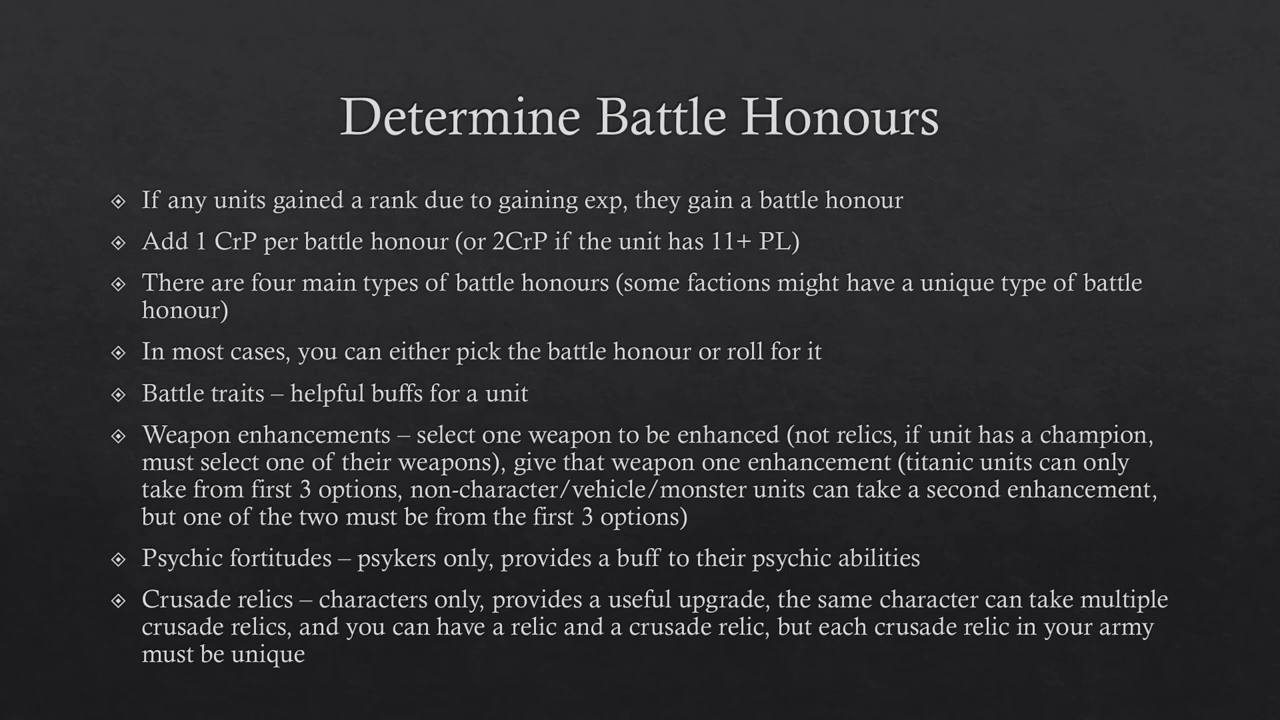 Determine Battle Honours
If any units gained a rank due to gaining exp, they gain a battle honour
Add 1 CrP per battle honour (or 2CrP if the unit has 11+ PL)
There are four main types of battle honours (some factions might have a unique type of battle
honour)
In most cases, you can either pick the battle honour or roll for it
Battle traits – helpful buffs for a unit
Weapon enhancements – select one weapon to be enhanced (not relics, if unit has a champion,
must select one of their weapons), give that weapon one enhancement (titanic units can only
take from first 3 options, non-character/vehicle/monster units can take a second enhancement,
but one of the two must be from the first 3 options)
Psychic fortitudes – psykers only, provides a buff to their psychic abilities
Crusade relics – characters only, provides a useful upgrade, the same character can take multiple
crusade relics, and you can have a relic and a crusade relic, but each crusade relic in your army
must be unique